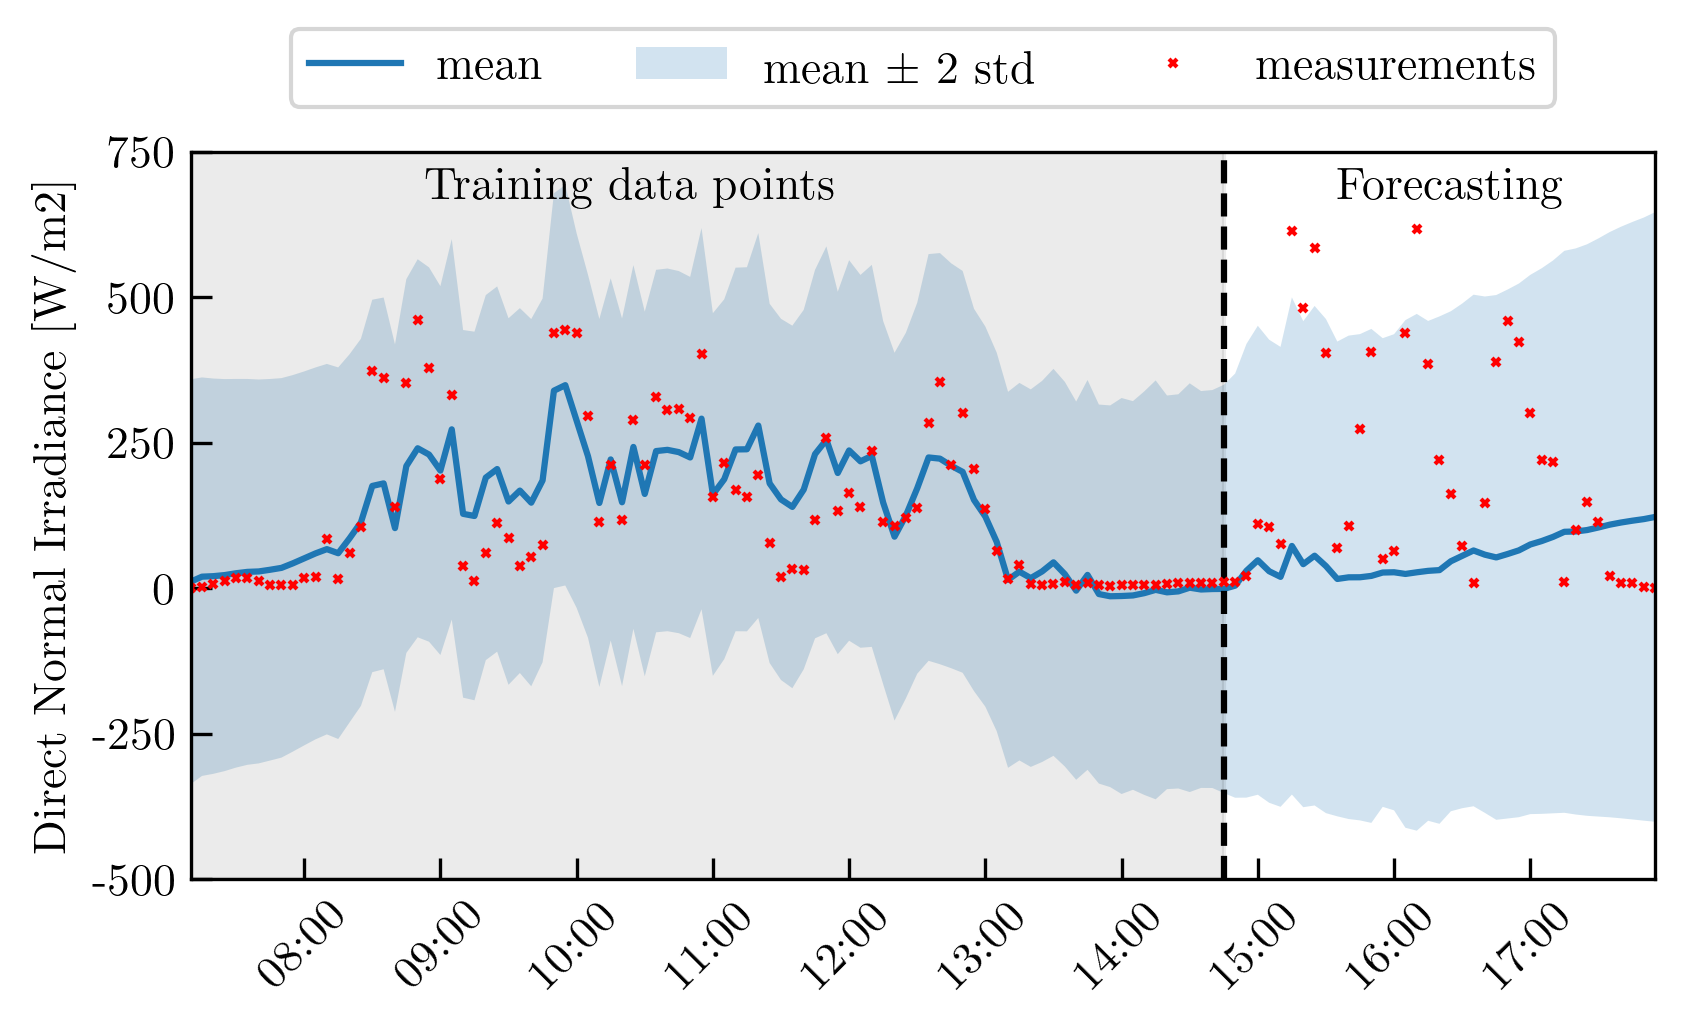 mean
mean ± 2 std
measurements
Training data points
Forecasting
Direct Normal Irradiance [W/m2]
750
500
250
0
-250
-500
08:00
09:00
10:00
11:00
12:00
13:00
14:00
15:00
16:00
17:00